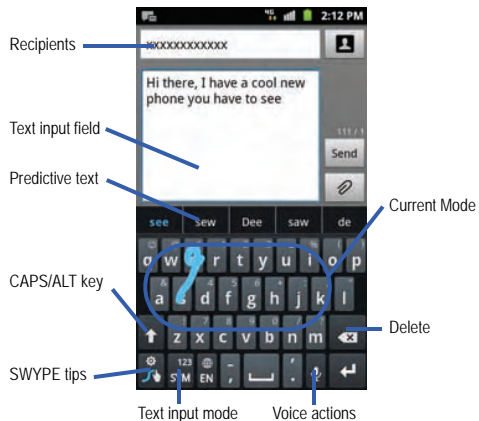 4G 2:12 PM
Recipients
xxxxxxxxxxxx
Hi there, I have a cool new
phone you have to see
Text input field
111 / 1
Send
Predictive text
see sew Dee saw de
Current Mode
q w r t y u i o p
CAPS/ALT key
a s d f g h j k l
z x c v b n m
Delete
SWYPE tips
123
SYM EN - , ' .
Text input mode
Voice actions